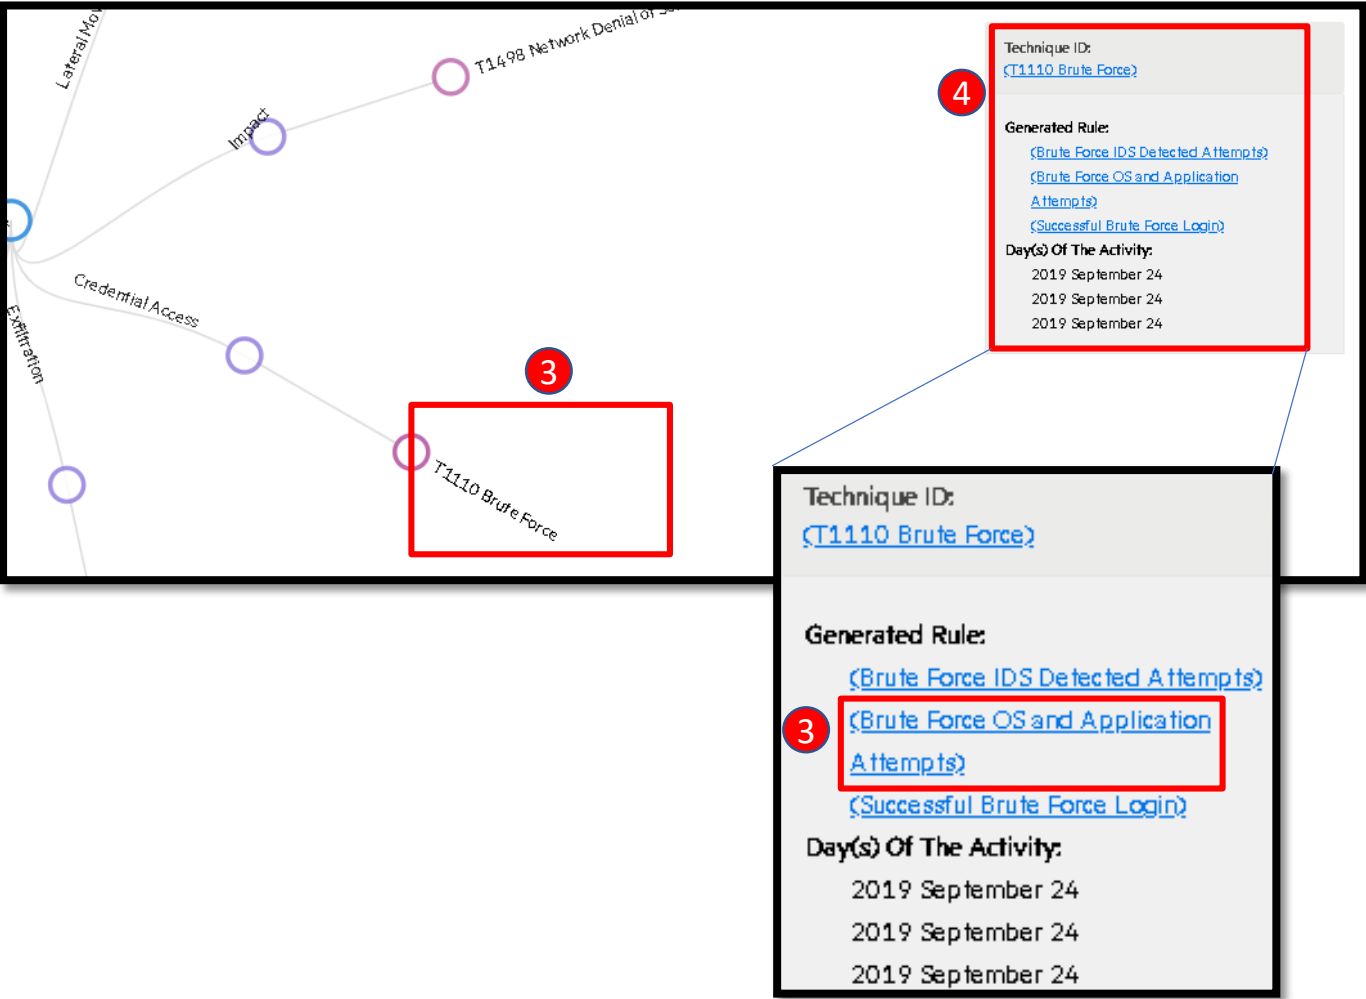 Lateral
Impact
T1498 Network Denial of
Credential Access
Exfiltration
3
T1110 Brute Force
4
Technique ID:
(T1110 Brute Force)
Generated Rule:
(Brute Force IDS Detected Attempts)
(Brute Force OS and Application
Attempts)
(Successful Brute Force Login)
Day(s) Of The Activity:
2019 September 24
2019 September 24
2019 September 24
Technique ID:
(T1110 Brute Force)
Generated Rule:
(Brute Force IDS Detected Attempts)
3
(Brute Force OS and Application
Attempts)
(Successful Brute Force Login)
Day(s) Of The Activity:
2019 September 24
2019 September 24
2019 September 24